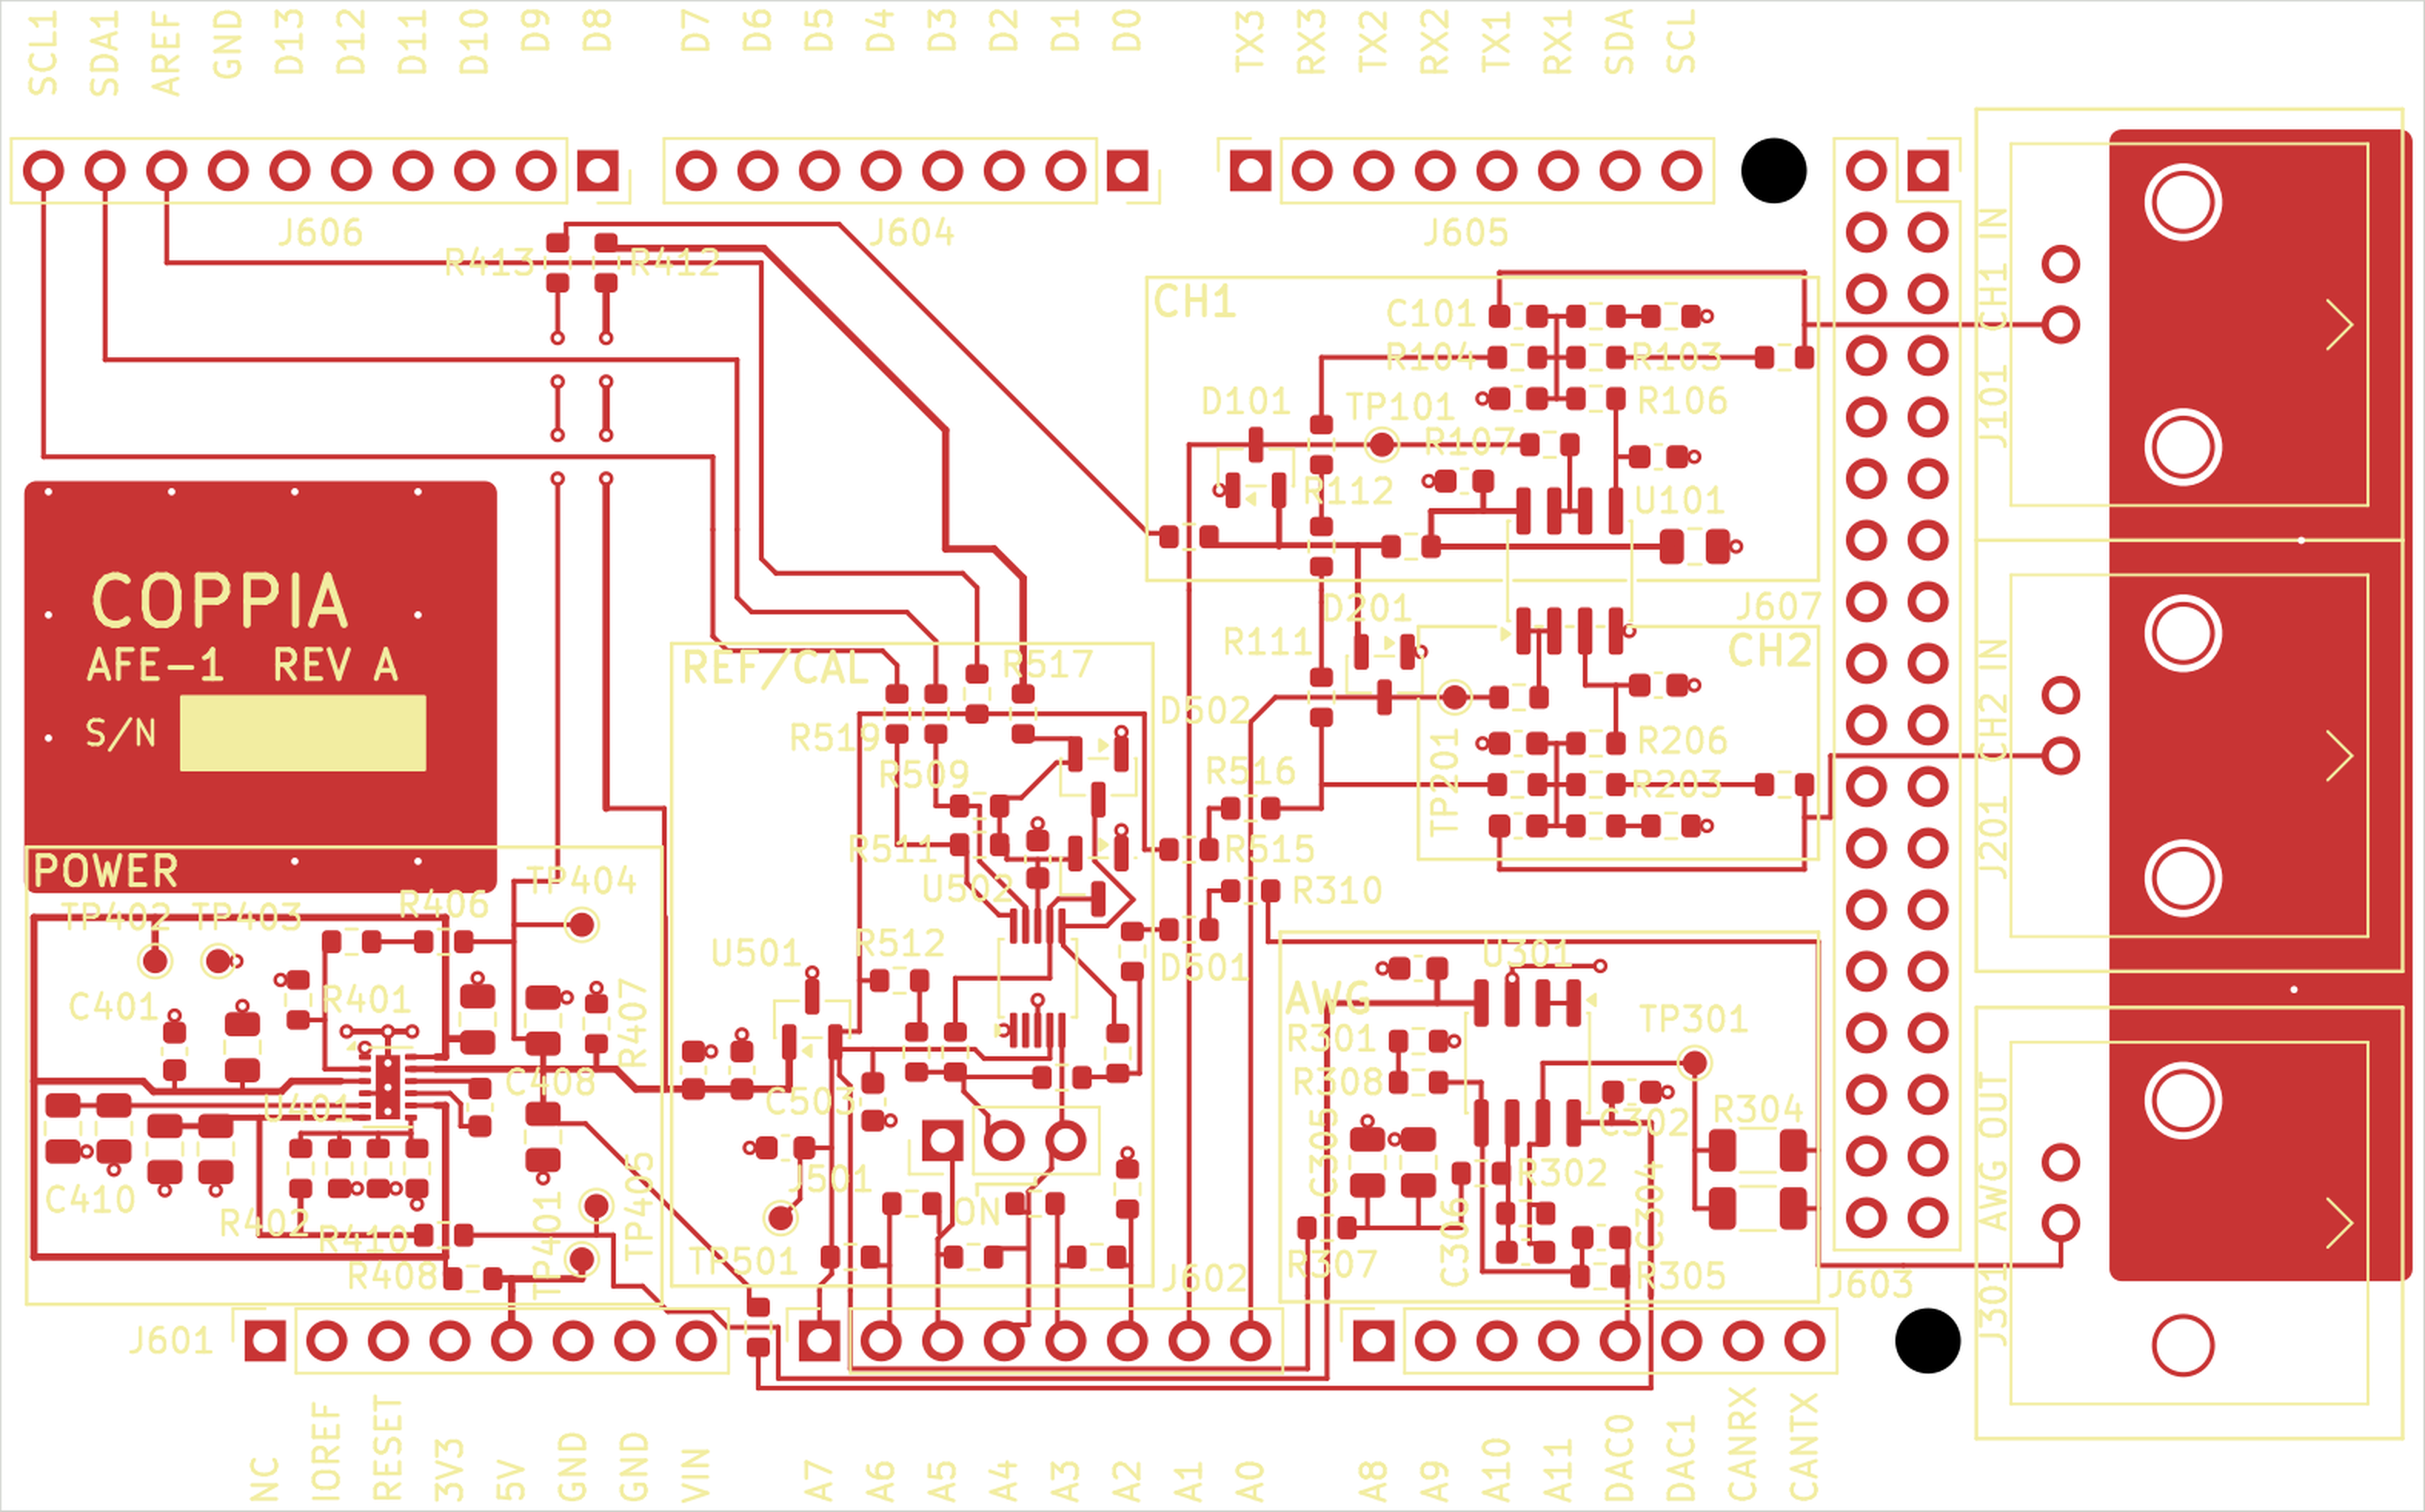 SCL1 SDA1 AREF GND D13 D12 D11 D10 D9 D8 D7 D6 D5 D4 D3 D2 D1 D0 TX3 RX3 TX2 RX2 TX1 RX1 SDA SCL
J606 J604 J605
R413 R412
CH1 C101
CH1 IN
R104 R103
D101 TP101 R106
J101
R107
R112 U101
COPPIA
D201 J607
AFE-1 REV A
REF/CAL R517 R111 CH2
CH2 IN
S/N
R519 D502 TP201 R206
R509 R516 R203
J201
POWER R511 R515
TP404 U502 R310
TP402 TP403 R406
R512 U501 D501 U301
C401 R401 R407 AWG TP301
R301
C408 R308
U401 C503 C305 C302 R304
AWG OUT
C410 J501 R302
R402 R410 TP401 TP405 ON C306 C304
R408 TP501 J602 R307 R305 J603
J301
J601
NC IOREF RESET 3V3 5V GND GND VIN A7 A6 A5 A4 A3 A2 A1 A0 A8 A9 A10 A11 DAC0 DAC1 CANRX CANTX